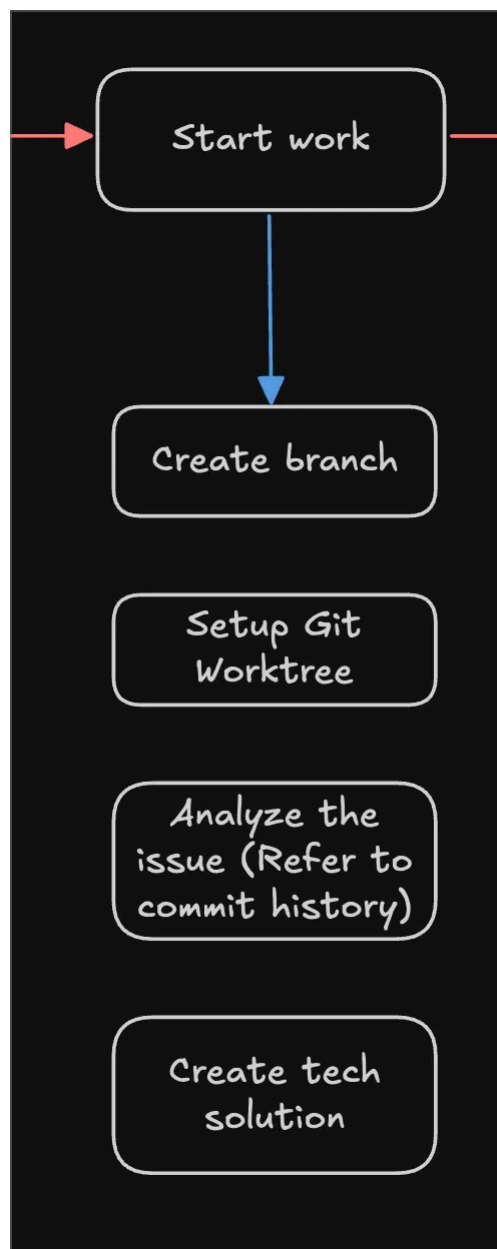 Start work
Create branch
Setup Git
Worktree
Analyze the
issue (Refer to
commit history)
Create tech
solution